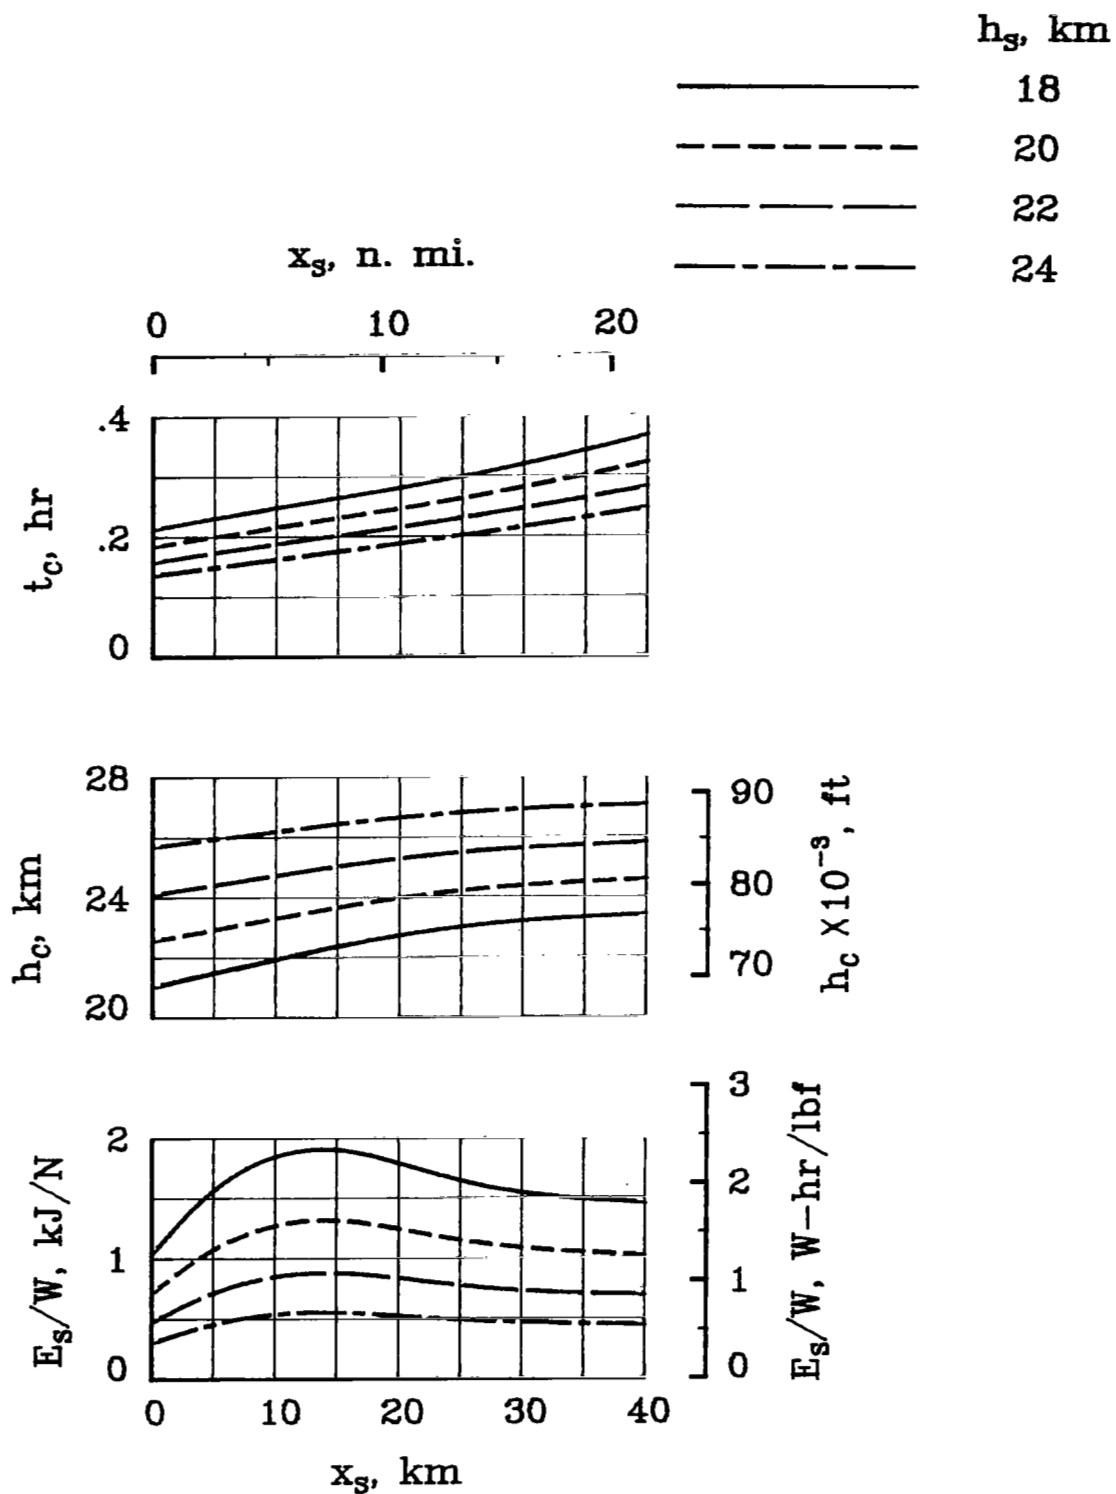 h_s, km
18
20
22
24
x_s, n. mi.
0 10 20
.4
.2
0
t_c, hr
28
24
20
h_c, km
90
80
70
h_c X10^-3, ft
2
1
0
E_s/W, kJ/N
3
2
1
0
E_s/W, W-hr/lbf
0 10 20 30 40
x_s, km